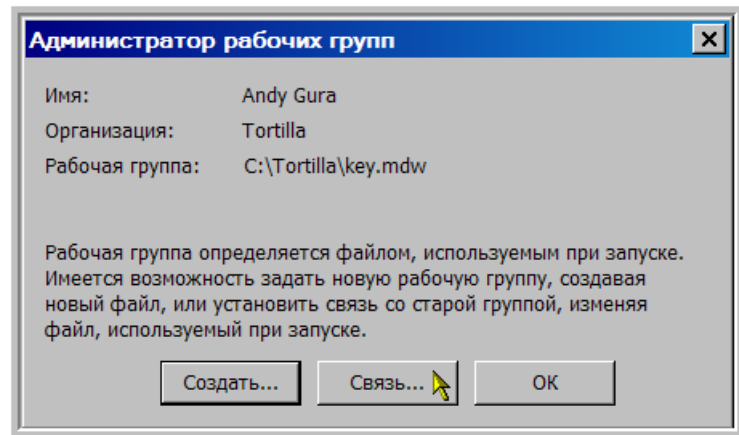 Администратор рабочих групп
Имя: Andy Gura
Организация: Tortilla
Рабочая группа: C:\Tortilla\key.mdw
Рабочая группа определяется файлом, используемым при запуске.
Имеется возможность задать новую рабочую группу, создавая
новый файл, или установить связь со старой группой, изменяя
файл, используемый при запуске.
Создать... Связь... ОК